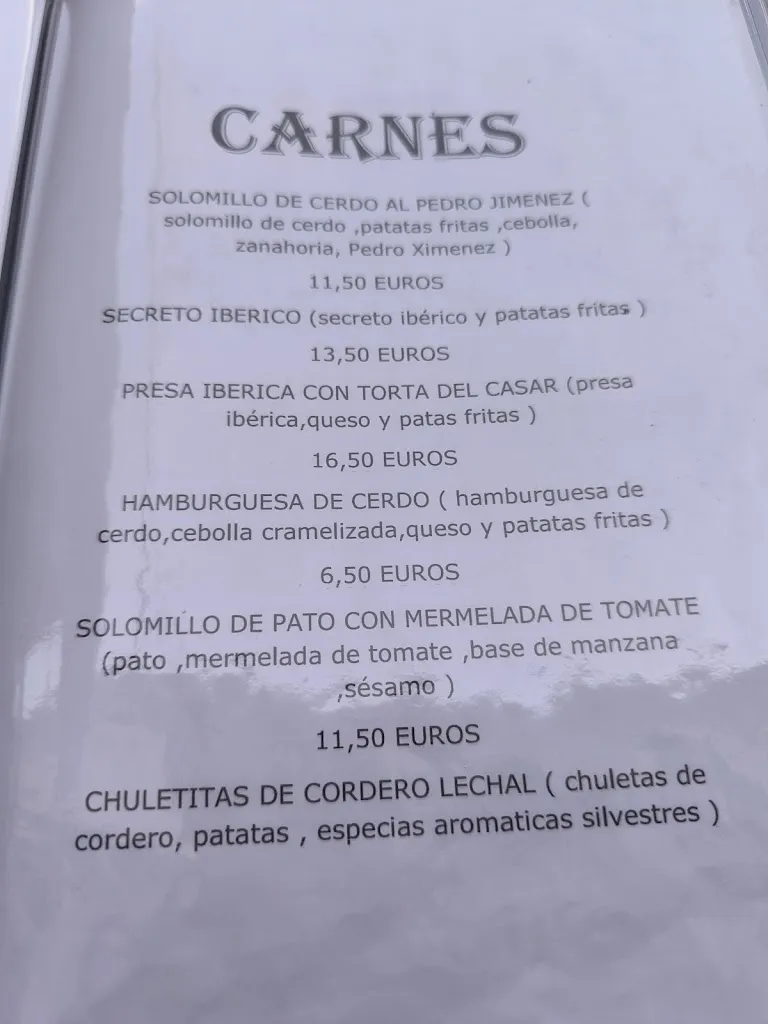 CARNES
SOLOMILLO DE CERDO AL PEDRO JIMENEZ (
solomillo de cerdo ,patatas fritas ,cebolla,
zanahoria, Pedro Ximenez )
11,50 EUROS
SECRETO IBERICO (secreto ibérico y patatas fritas )
13,50 EUROS
PRESA IBERICA CON TORTA DEL CASAR (presa
ibérica,queso y patas fritas )
16,50 EUROS
HAMBURGUESA DE CERDO ( hamburguesa de
cerdo,cebolla cramelizada,queso y patatas fritas )
6,50 EUROS
SOLOMILLO DE PATO CON MERMELADA DE TOMATE
(pato ,mermelada de tomate ,base de manzana
,sésamo )
11,50 EUROS
CHULETITAS DE CORDERO LECHAL ( chuletas de
cordero, patatas , especias aromaticas silvestres )